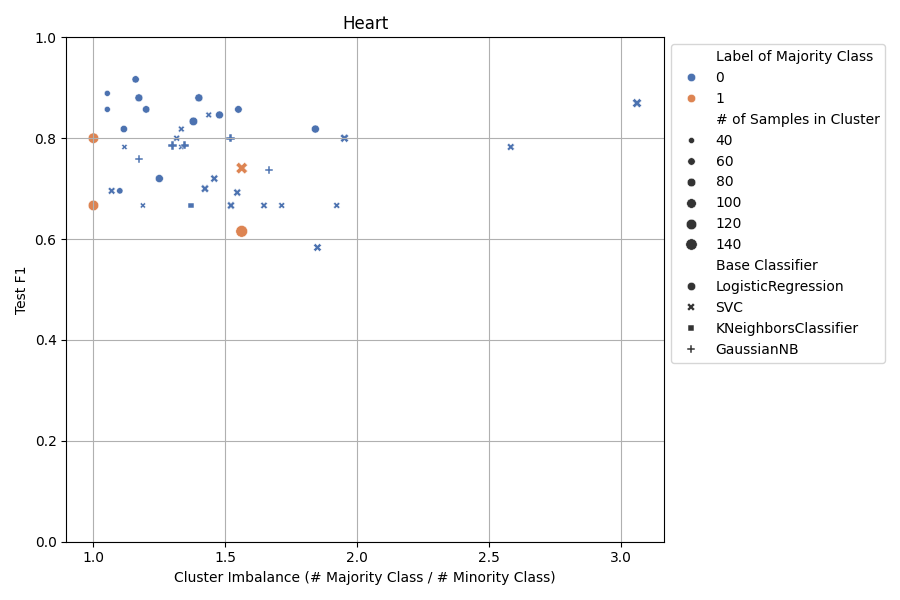 Heart
1.0
0.8
0.6
0.4
0.2
0.0
Test F1
1.0
1.5
2.0
2.5
3.0
Cluster Imbalance (# Majority Class / # Minority Class)
Label of Majority Class
0
1
# of Samples in Cluster
40
60
80
100
120
140
Base Classifier
LogisticRegression
SVC
KNeighborsClassifier
GaussianNB